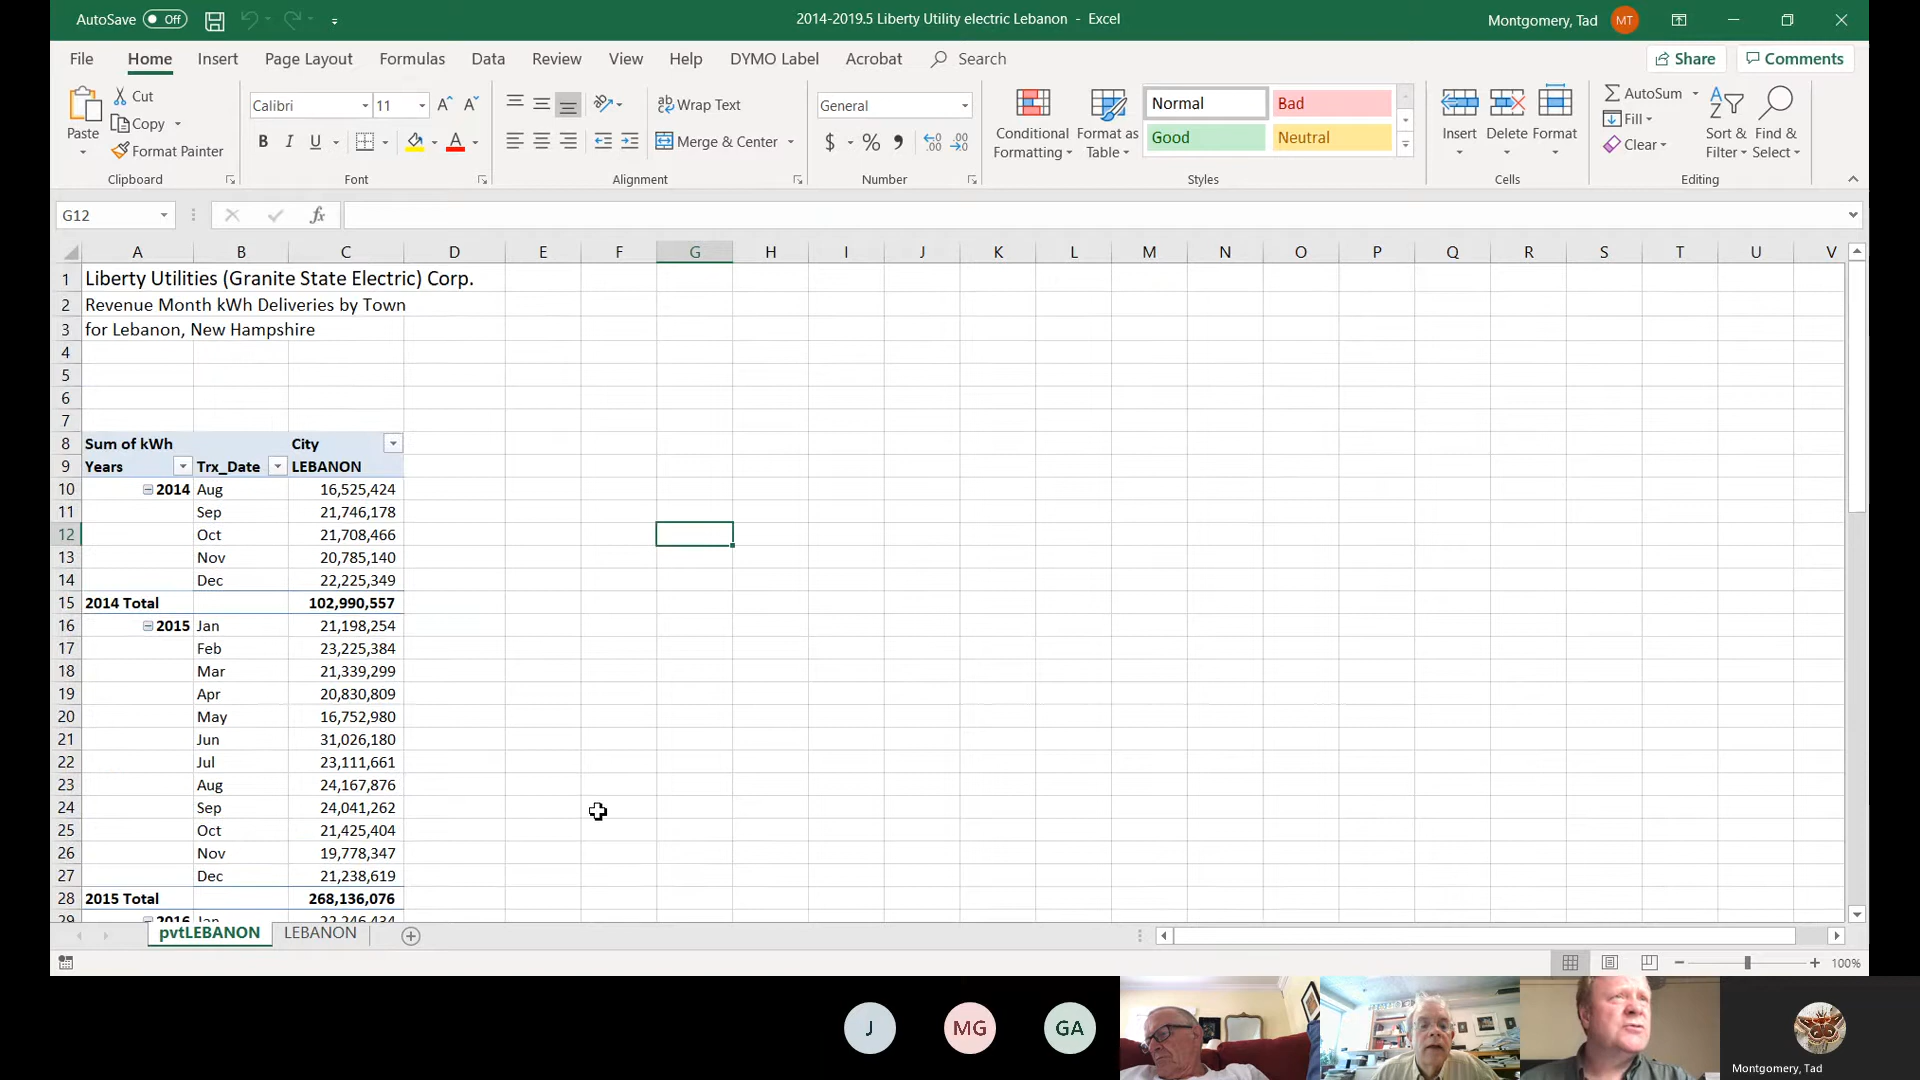 AutoSave Off 2014-2019.5 Liberty Utility electric Lebanon - Excel Montgomery, Tad MT
File Home Insert Page Layout Formulas Data Review View Help DYMO Label Acrobat Search Share Comments
Cut Calibri 11 Wrap Text General Normal Bad AutoSum
Copy Fill
Paste Format Painter B I U A Merge & Center $ % Conditional Formatting Format as Table Good Neutral Insert Delete Format Clear Sort & Filter Find & Select
Clipboard Font Alignment Number Styles Cells Editing
G12 fx
A B C D E F G H I J K L M N O P Q R S T U V
1 Liberty Utilities (Granite State Electric) Corp.
2 Revenue Month kWh Deliveries by Town
3 for Lebanon, New Hampshire
4
5
6
7
8 Sum of kWh City
9 Years Trx_Date LEBANON
10 2014 Aug 16,525,424
11 Sep 21,746,178
12 Oct 21,708,466
13 Nov 20,785,140
14 Dec 22,225,349
15 2014 Total 102,990,557
16 2015 Jan 21,198,254
17 Feb 23,225,384
18 Mar 21,339,299
19 Apr 20,830,809
20 May 16,752,980
21 Jun 31,026,180
22 Jul 23,111,661
23 Aug 24,167,876
24 Sep 24,041,262
25 Oct 21,425,404
26 Nov 19,778,347
27 Dec 21,238,619
28 2015 Total 268,136,076
29 2016 Jan 22,246,434
pvtLEBANON LEBANON
100%
J MG GA
Montgomery, Tad